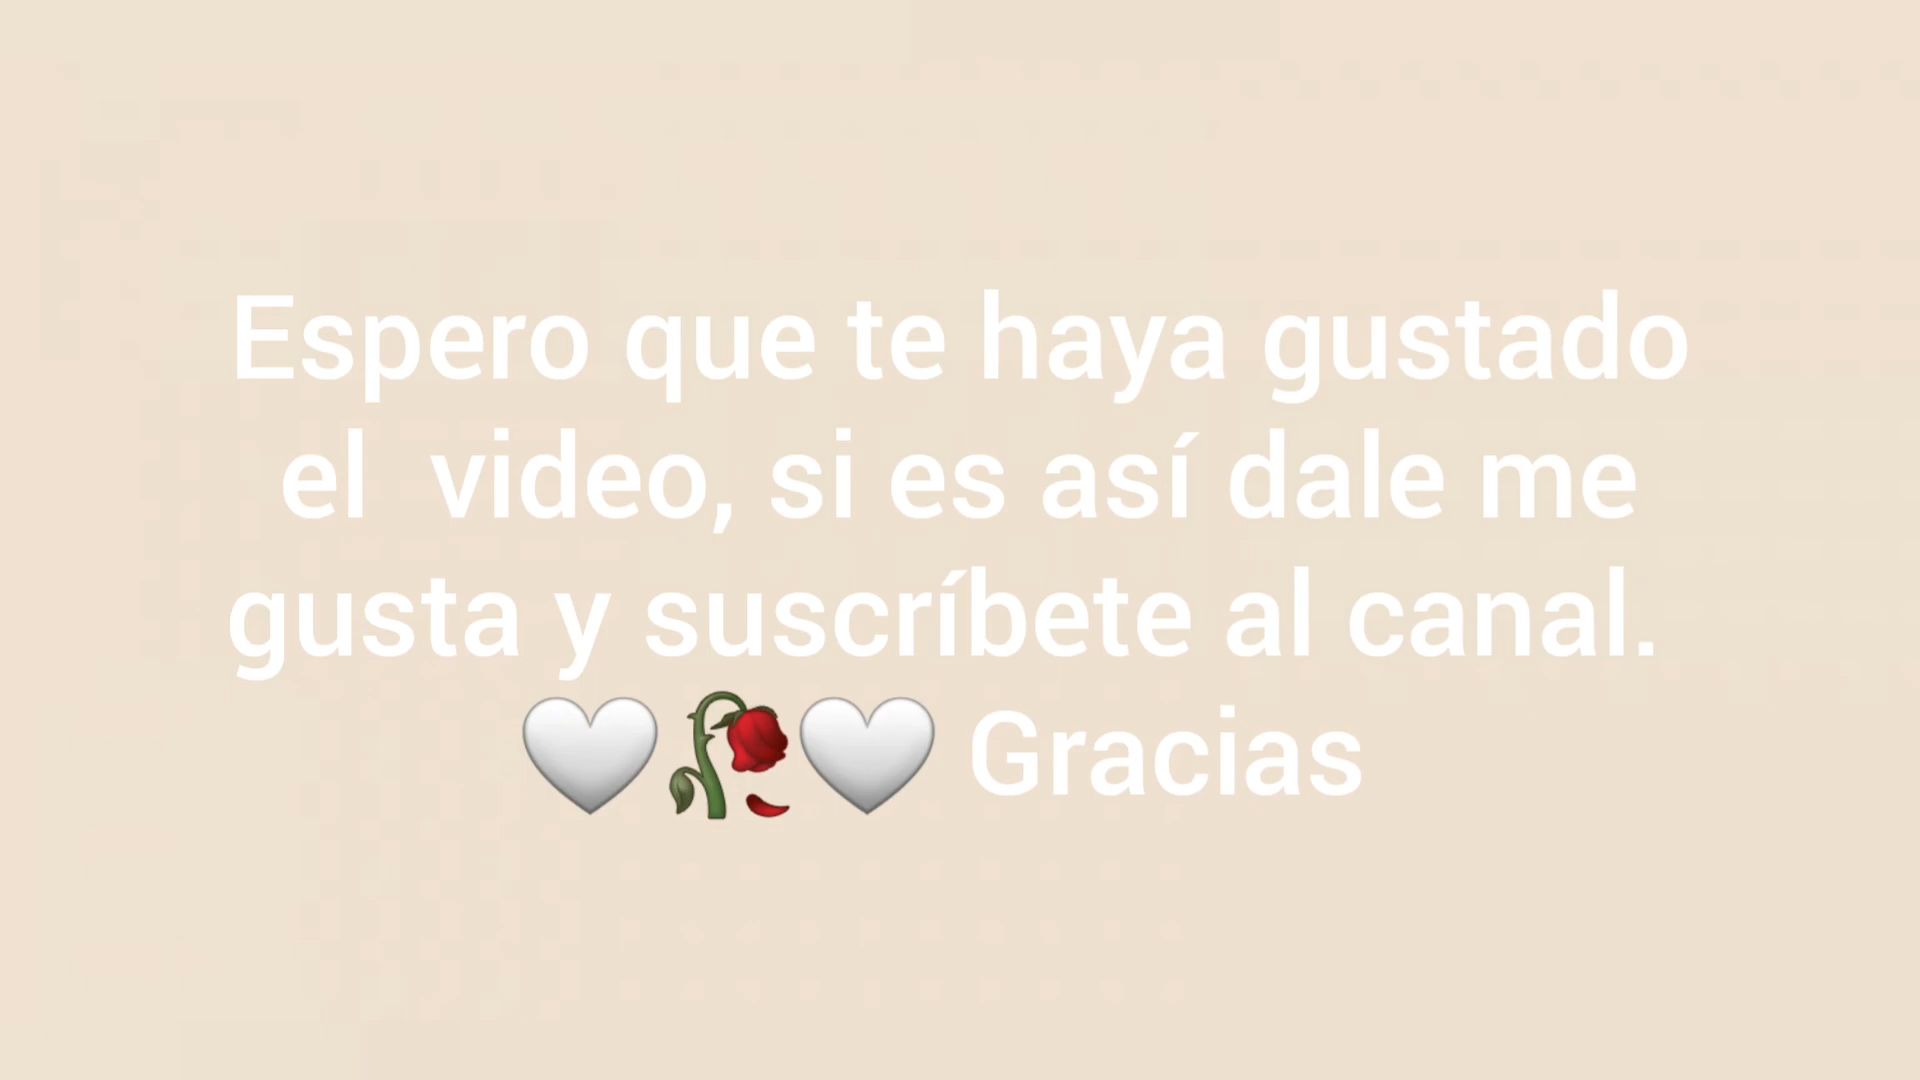 Espero que te haya gustado
el  video, si es así dale me
gusta y suscríbete al canal.
🤍🥀🤍 Gracias